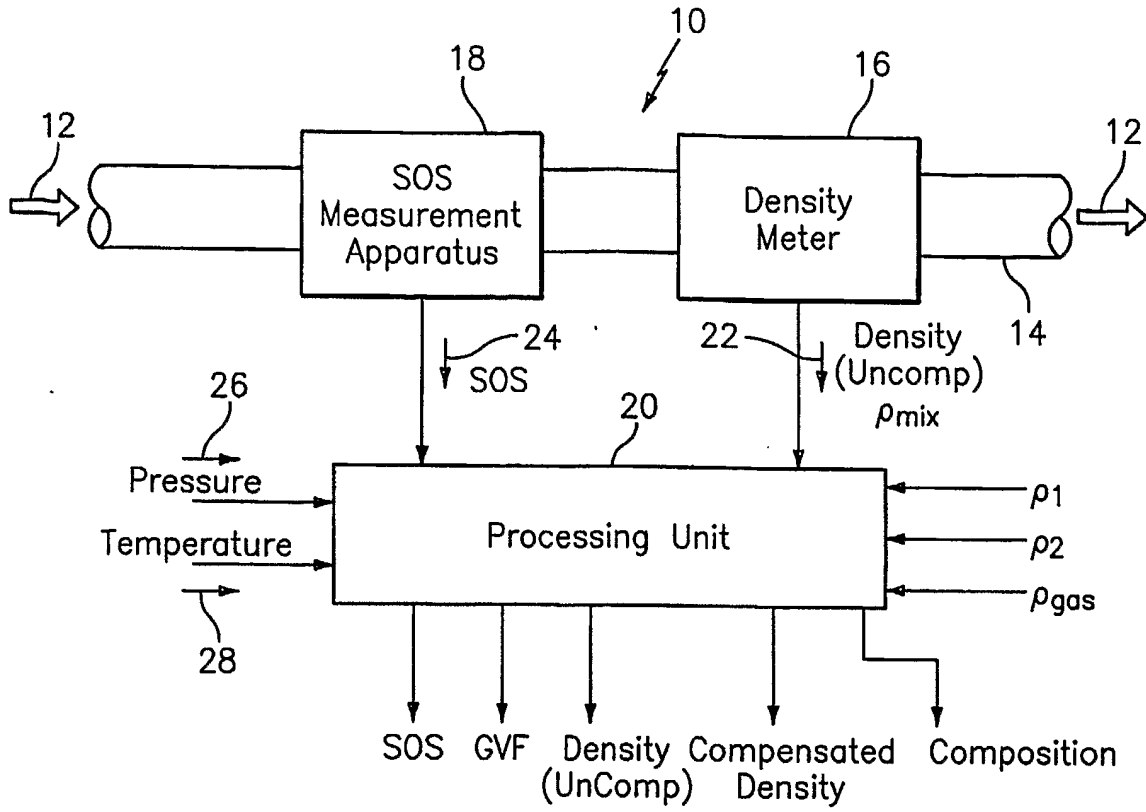 10
18
16
12
12
SOS
Measurement
Apparatus
Density
Meter
14
24
SOS
22
Density
(Uncomp)
ρmix
26
Pressure
20
Temperature
28
Processing Unit
ρ1
ρ2
ρgas
SOS
GVF
Density
(UnComp)
Compensated
Density
Composition